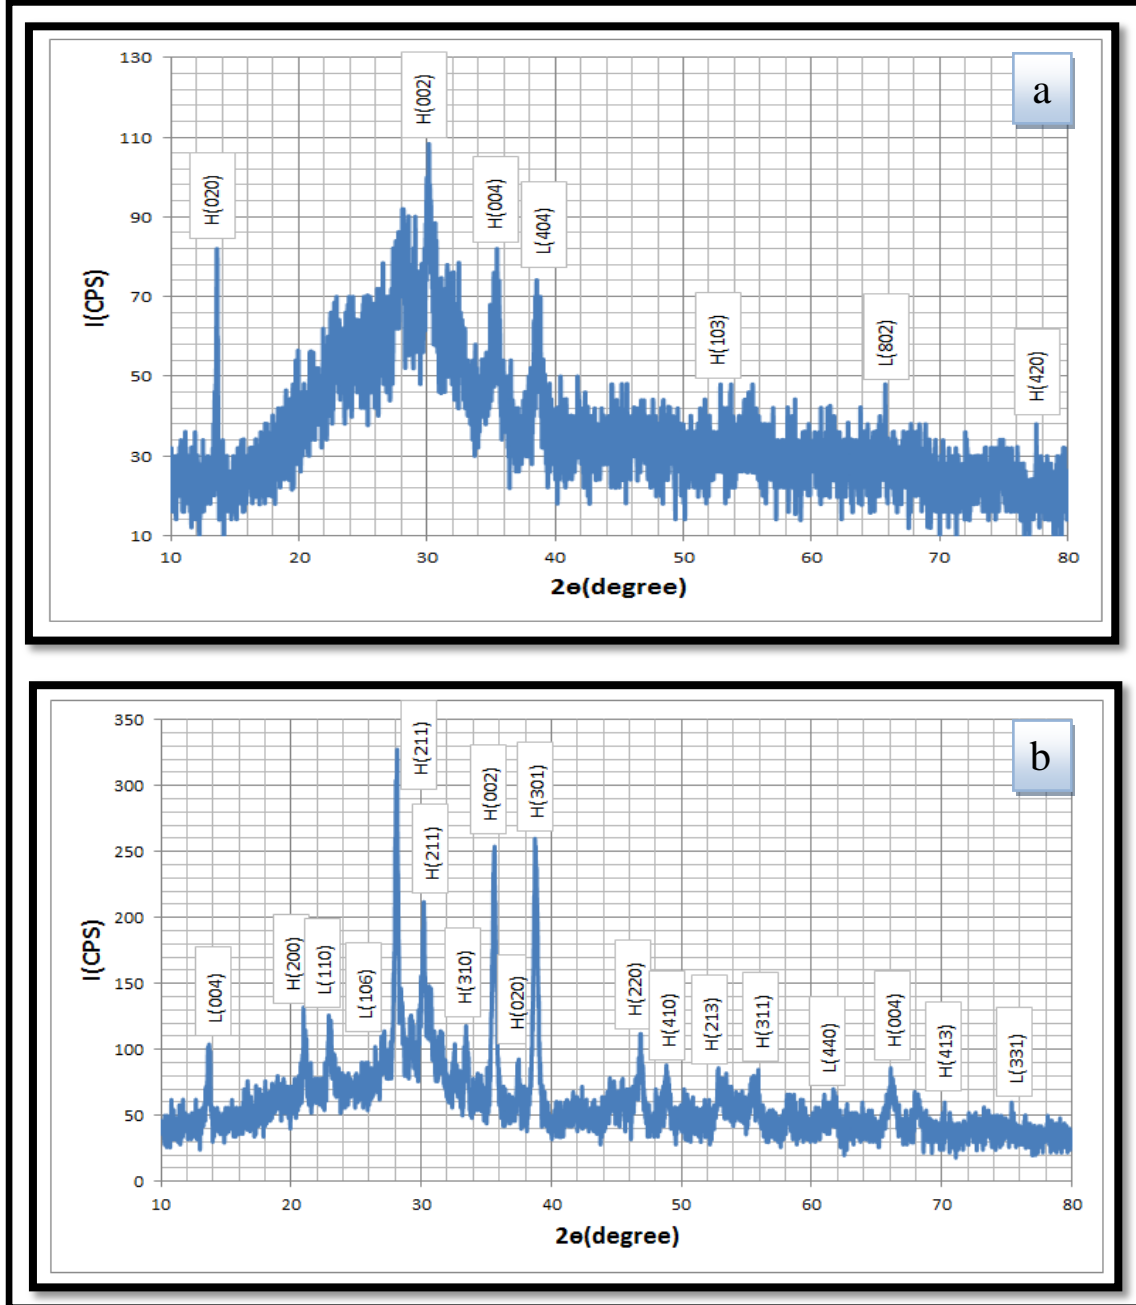 a
I(CPS)
130
110
90
70
50
30
10
H(020)
H(002)
H(004)
L(404)
H(103)
L(802)
H(420)
10 20 30 40 50 60 70 80
2ɵ(degree)
b
I(CPS)
350
300
250
200
150
100
50
0
L(004)
H(200)
L(110)
L(106)
H(211)
H(211)
H(310)
H(002)
H(020)
H(301)
H(220)
H(410)
H(213)
H(311)
L(440)
H(004)
H(413)
L(331)
10 20 30 40 50 60 70 80
2ɵ(degree)